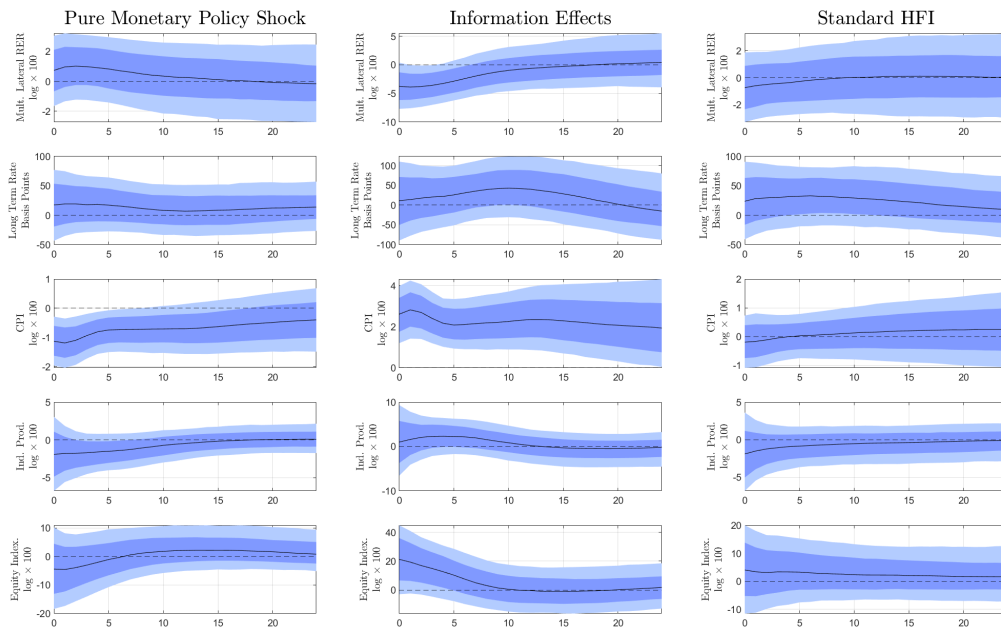 Pure Monetary Policy Shock
Information Effects
Standard HFI
Mult. Lateral RER
log × 100
2
0
-2
0 5 10 15 20
Mult. Lateral RER
log × 100
5
0
-5
-10
0 5 10 15 20
Mult. Lateral RER
log × 100
2
0
-2
0 5 10 15 20
Long Term Rate
Basis Points
100
50
0
-50
0 5 10 15 20
Long Term Rate
Basis Points
100
50
0
-50
-100
0 5 10 15 20
Long Term Rate
Basis Points
100
50
0
-50
0 5 10 15 20
CPI
log × 100
1
0
-1
-2
0 5 10 15 20
CPI
log × 100
4
2
0
0 5 10 15 20
CPI
log × 100
2
1
0
-1
0 5 10 15 20
Ind. Prod.
log × 100
5
0
-5
0 5 10 15 20
Ind. Prod.
log × 100
10
0
-10
0 5 10 15 20
Ind. Prod.
log × 100
5
0
-5
0 5 10 15 20
Equity Index.
log × 100
10
0
-10
-20
0 5 10 15 20
Equity Index.
log × 100
40
20
0
0 5 10 15 20
Equity Index.
log × 100
20
10
0
-10
0 5 10 15 20